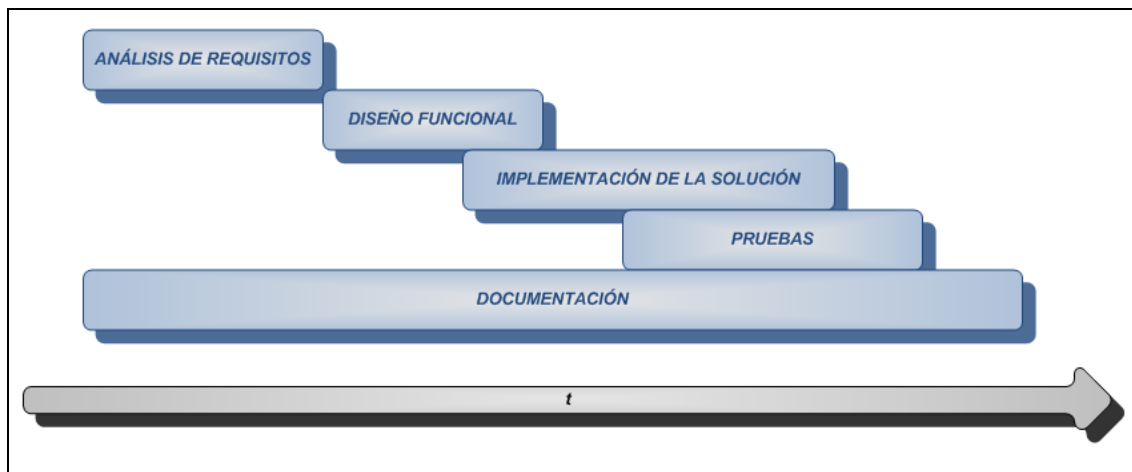 ANÁLISIS DE REQUISITOS
DISEÑO FUNCIONAL
IMPLEMENTACIÓN DE LA SOLUCIÓN
PRUEBAS
DOCUMENTACIÓN
t